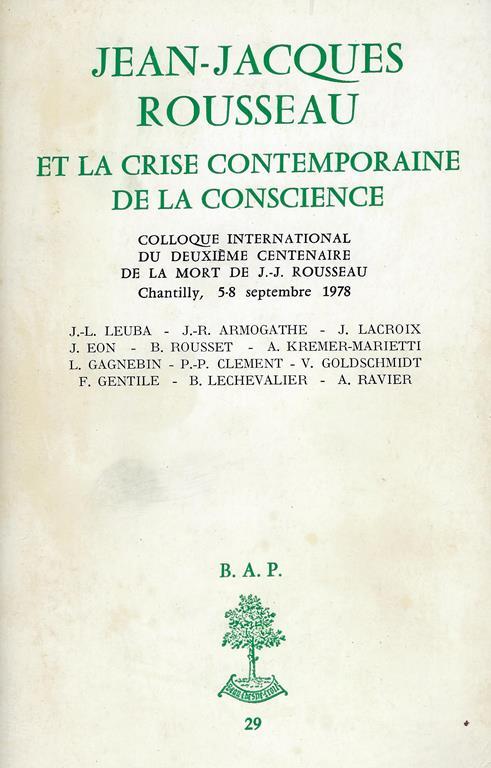 JEAN-JACQUES
ROUSSEAU
ET LA CRISE CONTEMPORAINE
DE LA CONSCIENCE
COLLOQUE INTERNATIONAL
DU DEUXIÈME CENTENAIRE
DE LA MORT DE J.-J. ROUSSEAU
Chantilly, 5-8 septembre 1978
J.-L. LEUBA - J.-R. ARMOGATHE - J. LACROIX
J. EON - B. ROUSSET - A. KREMER-MARIETTI
L. GAGNEBIN - P.-P. CLEMENT - V. GOLDSCHMIDT
F. GENTILE - B. LECHEVALIER - A. RAVIER
B. A. P.
29